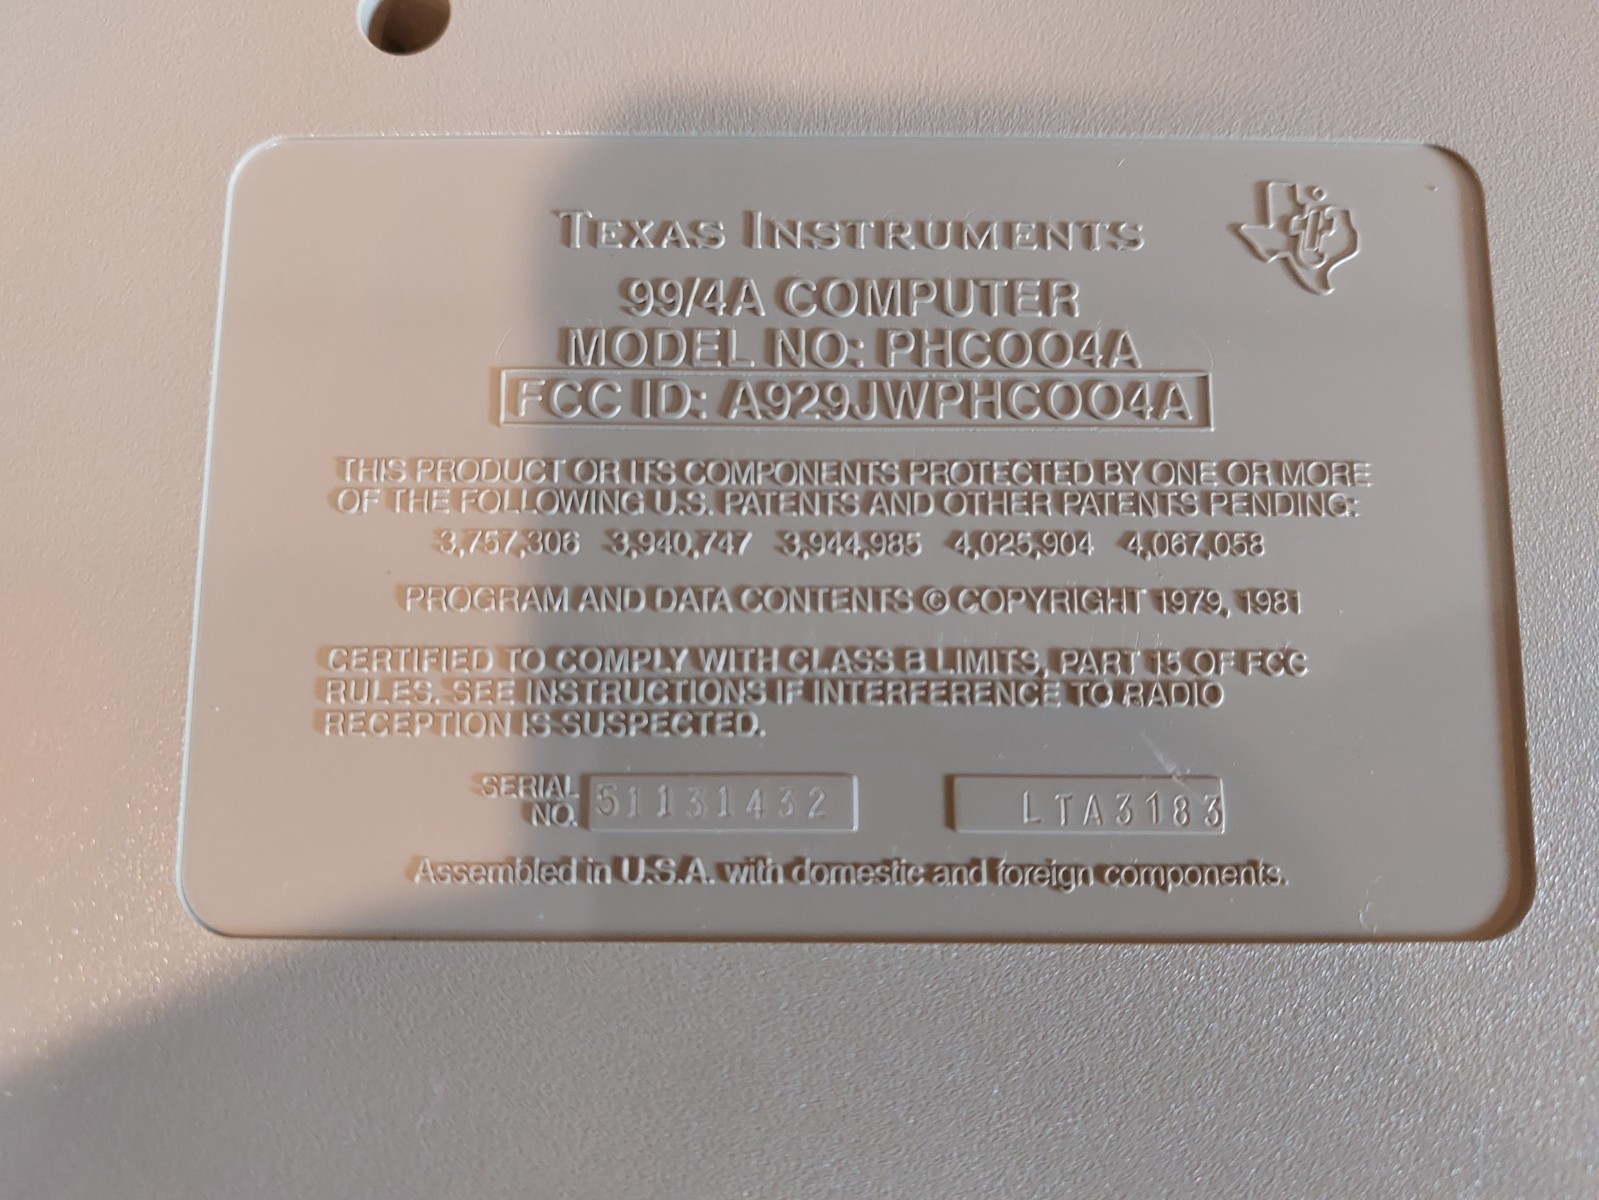 TEXAS INSTRUMENTS
99/4A COMPUTER
MODEL NO: PHC004A
FCC ID: A929JWPHC004A
THIS PRODUCT OR ITS COMPONENTS PROTECTED BY ONE OR MORE
OF THE FOLLOWING U.S. PATENTS AND OTHER PATENTS PENDING:
3,757,306 3,940,747 3,944,985 4,025,904 4,067,058
PROGRAM AND DATA CONTENTS © COPYRIGHT 1979, 1981
CERTIFIED TO COMPLY WITH CLASS B LIMITS, PART 15 OF FCC
RULES. SEE INSTRUCTIONS IF INTERFERENCE TO RADIO
RECEPTION IS SUSPECTED.
SERIAL
NO. 51131432 LTA3183
Assembled in U.S.A. with domestic and foreign components.